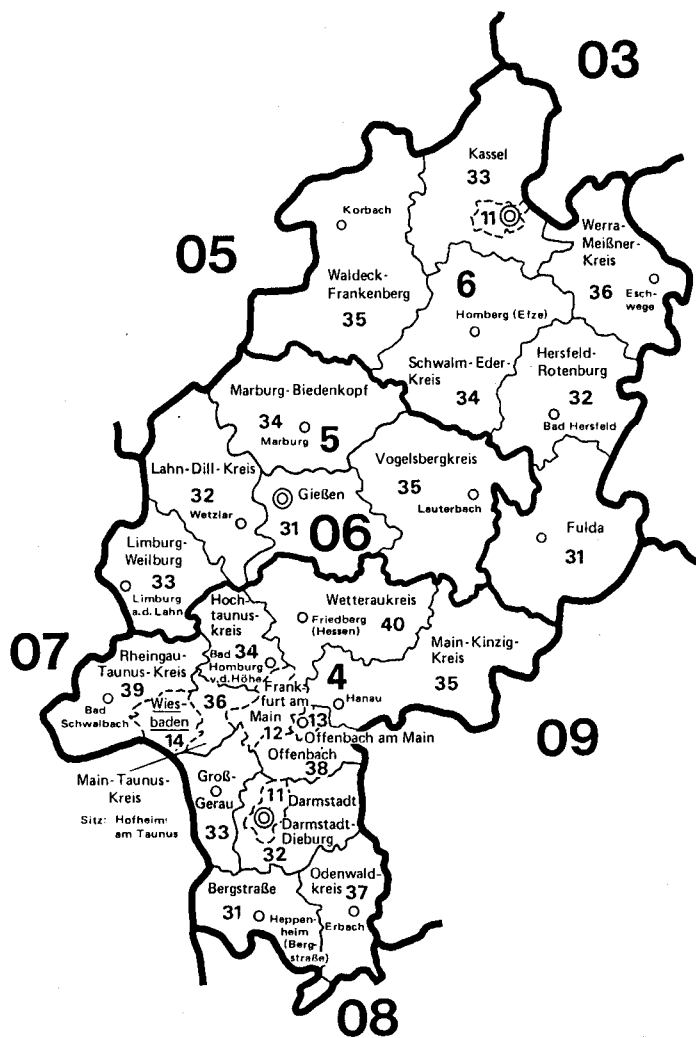 03
Kassel
33
11
Korbach
Werra-
Meißner-
Kreis
36
Esch-
wege
05
Waldeck-
Frankenberg
35
6
Homberg (Efze)
Schwalm-Eder-
Kreis
34
Hersfeld-
Rotenburg
32
Bad Hersfeld
Marburg-Biedenkopf
34
Marburg
5
Lahn-Dill-Kreis
32
Wetzlar
Gießen
31
06
Vogelsbergkreis
35
Lauterbach
Fulda
31
Limburg-
Weilburg
33
Limburg
a.d. Lahn
Hoch-
taunus-
kreis
34
Bad
Homburg
v.d. Höhe
Wetteraukreis
Friedberg
(Hessen)
40
Main-Kinzig-
Kreis
35
07
Rheingau-
Taunus-Kreis
39
Bad
Schwalbach
Wies-
baden
14
36
Frank-
furt am
Main
12
4
Hanau
13
Offenbach am Main
Offenbach
38
09
Main-Taunus-
Kreis
Sitz: Hofheim
am Taunus
Groß-
Gerau
33
11
Darmstadt
Darmstadt-
Dieburg
32
Bergstraße
31
Heppen-
heim
(Berg-
straße)
Odenwald-
kreis
37
Erbach
08